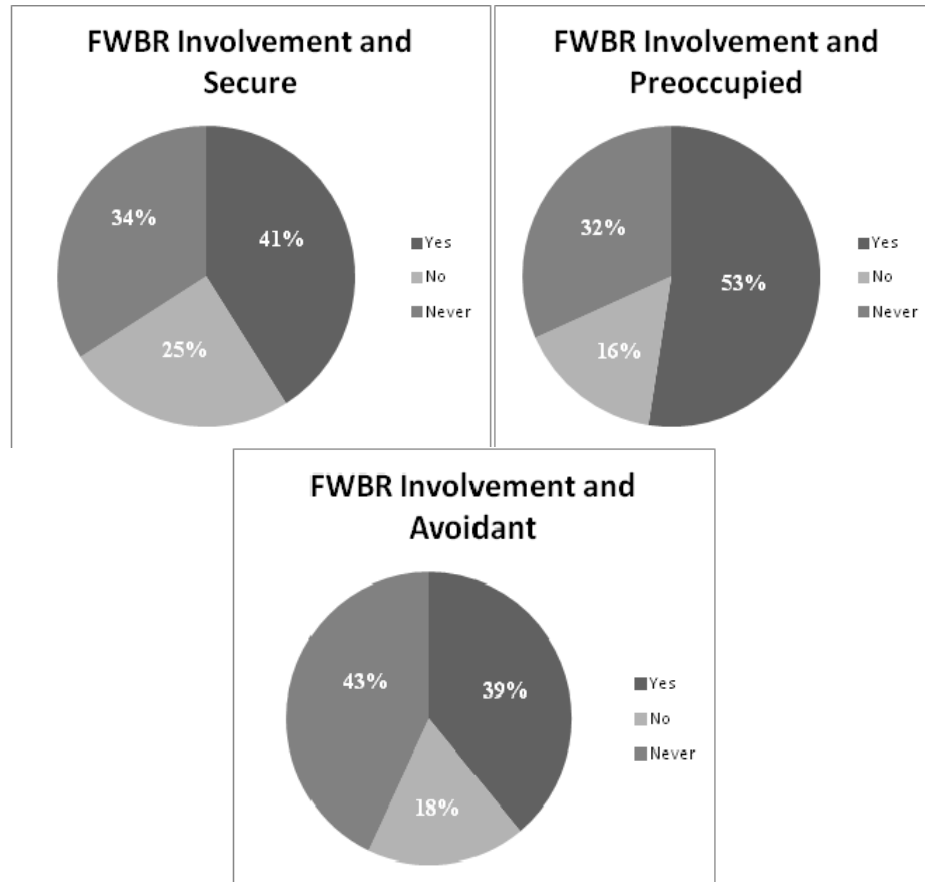 FWBR Involvement and
Secure
34%
41%
25%
Yes
No
Never
FWBR Involvement and
Preoccupied
32%
53%
16%
Yes
No
Never
FWBR Involvement and
Avoidant
43%
39%
18%
Yes
No
Never